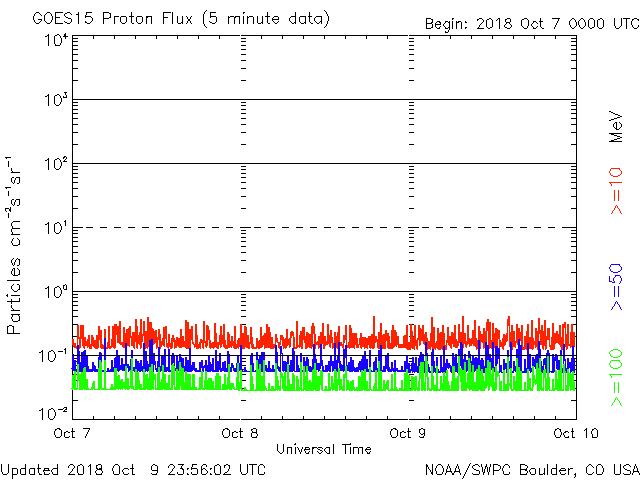 GOES15 Proton Flux (5 minute data)
Begin: 2018 Oct 7 0000 UTC
Particles cm⁻²s⁻¹sr⁻¹
10⁴
10³
10²
10¹
10⁰
10⁻¹
10⁻²
MeV
>=10
>=50
>=100
Oct 7
Oct 8
Oct 9
Oct 10
Universal Time
Updated 2018 Oct  9 23:56:02 UTC
NOAA/SWPC Boulder, CO USA